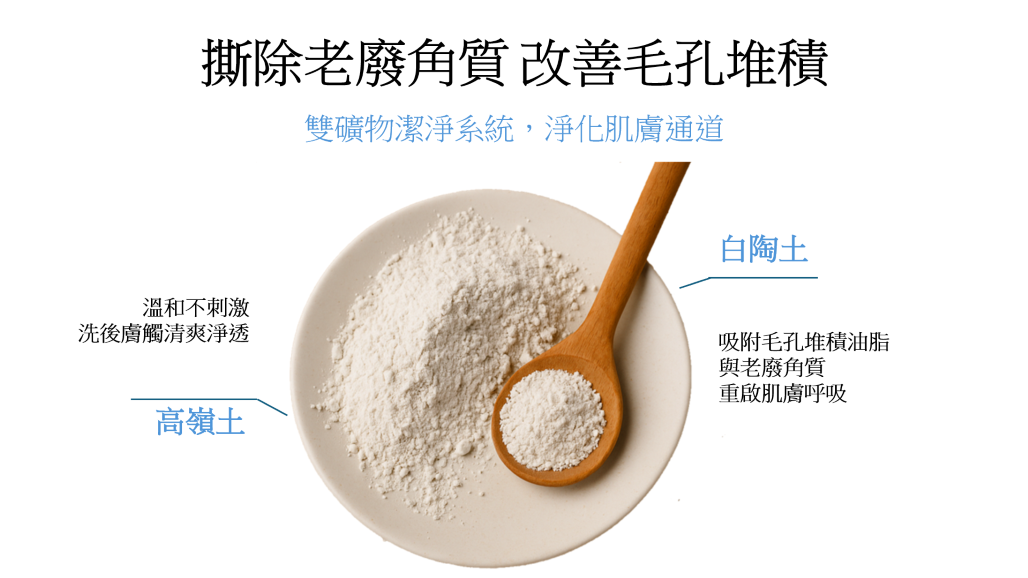 撕除老廢角質 改善毛孔堆積
雙礦物潔淨系統，淨化肌膚通道
白陶土
吸附毛孔堆積油脂
與老廢角質
重啟肌膚呼吸
溫和不刺激
洗後膚觸清爽淨透
高嶺土